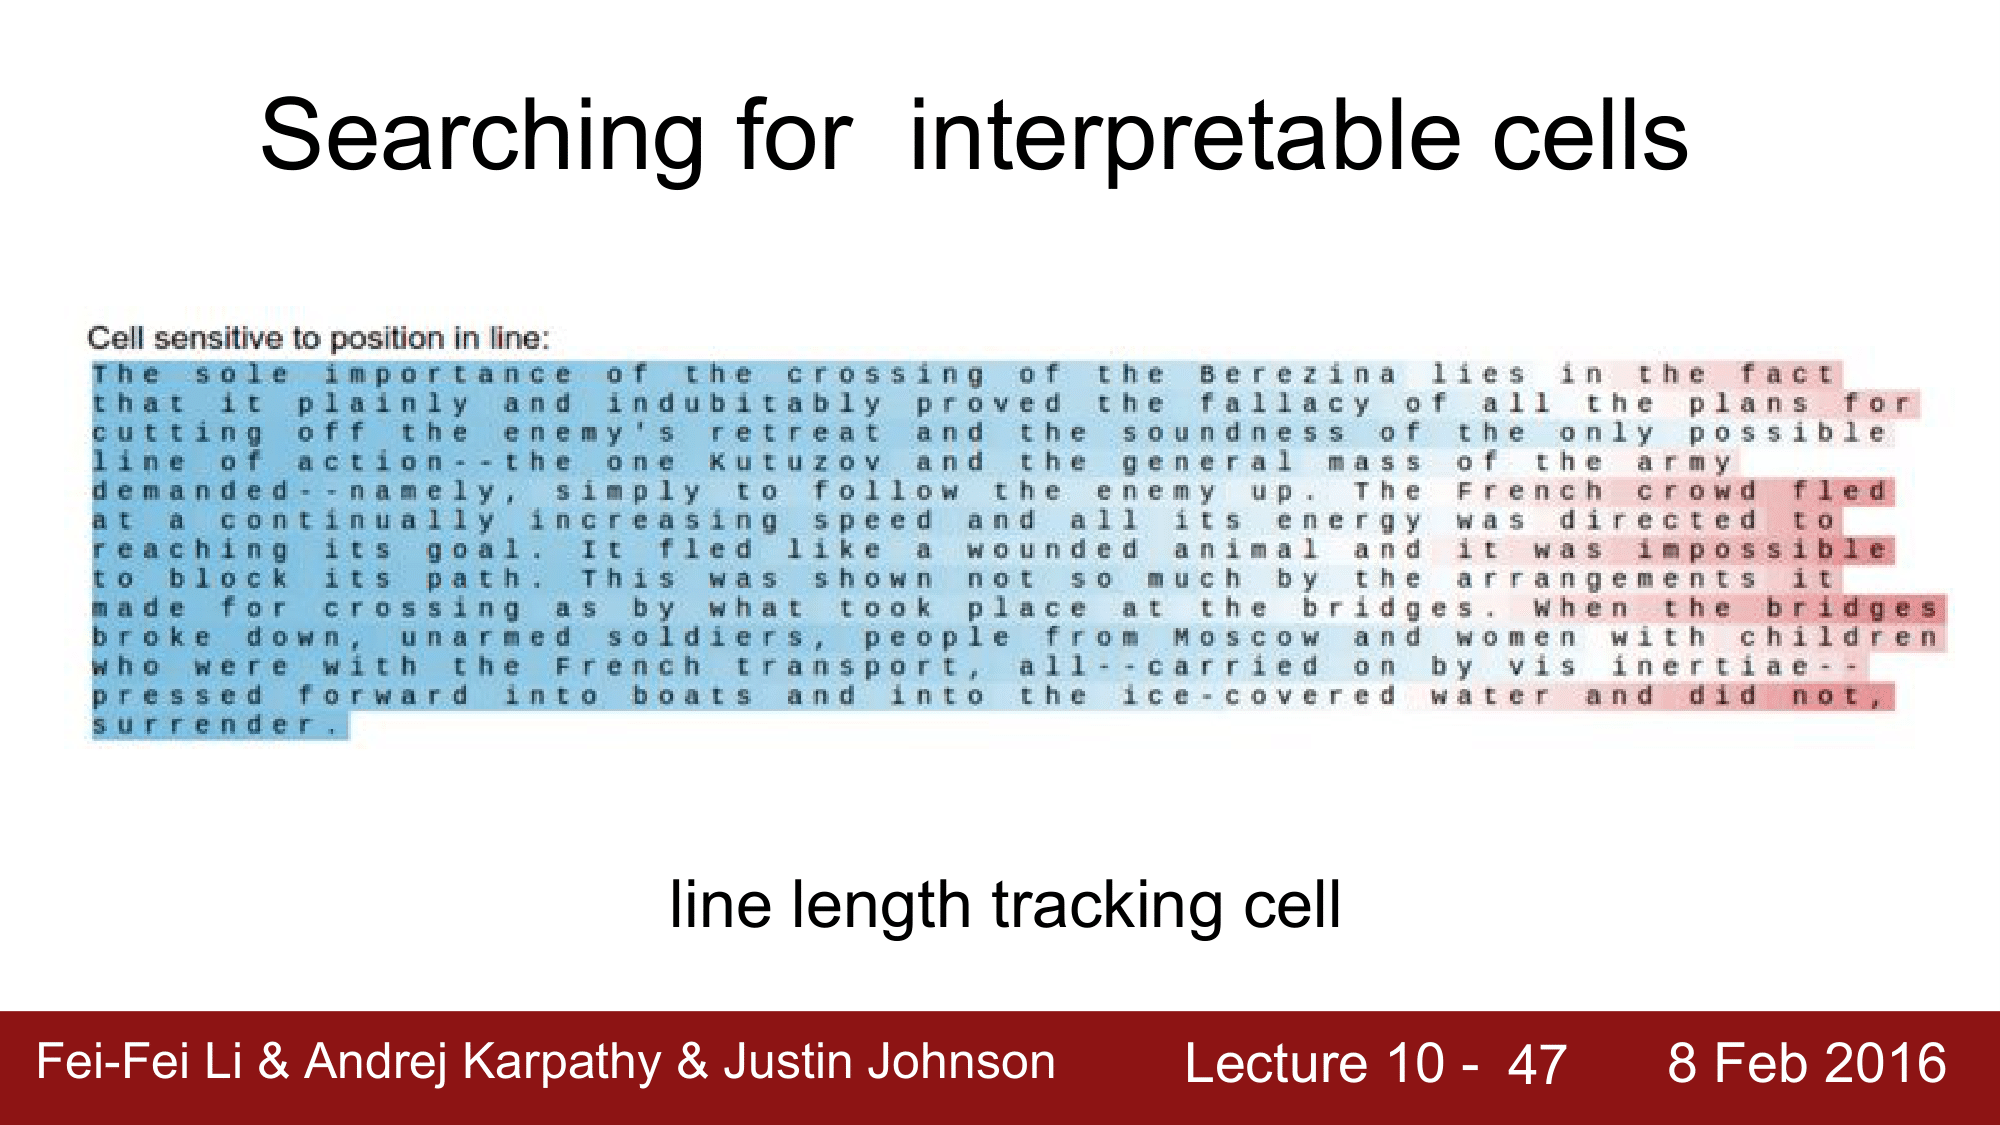 Searching for  interpretable cells
Cell sensitive to position in line:
The sole importance of the crossing of the Berezina lies in the fact
that it plainly and indubitably proved the fallacy of all the plans for
cutting off the enemy's retreat and the soundness of the only possible
line of action--the one Kutuzov and the general mass of the army
demanded--namely, simply to follow the enemy up. The French crowd fled
at a continually increasing speed and all its energy was directed to
reaching its goal. It fled like a wounded animal and it was impossible
to block its path. This was shown not so much by the arrangements it
made for crossing as by what took place at the bridges. When the bridges
broke down, unarmed soldiers, people from Moscow and women with children
who were with the French transport, all--carried on by vis inertiae--
pressed forward into boats and into the ice-covered water and did not,
surrender.
line length tracking cell
Fei-Fei Li & Andrej Karpathy & Justin Johnson Lecture 10 - 47 8 Feb 2016